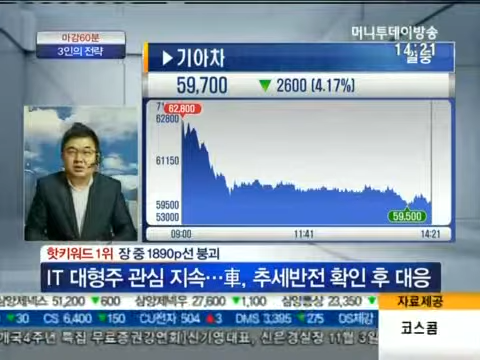 마감60분
3인의 전략
머니투데이방송
14:21
▶기아차
59,700 ▼ 2600 (4.17%)
62,800
62800
61150
59500
53000
59,500
09:00 11:41 14:21
핫키워드 1위 장 중 1890p선 붕괴
IT 대형주 관심 지속…車, 추세반전 확인 후 대응
삼양제넥스 51,200 ▼600 삼양제넥우 27,600 ▼1,100 삼양통상 23,350
▼30 CS 6,400 ▼150 CU전자 504 ▲3 DMS 3,395 ▼275 DS제강
개국4주년 특집 무료증권강연회!신기영대표, 신은경실장 11월 3일
자료제공
코스콤